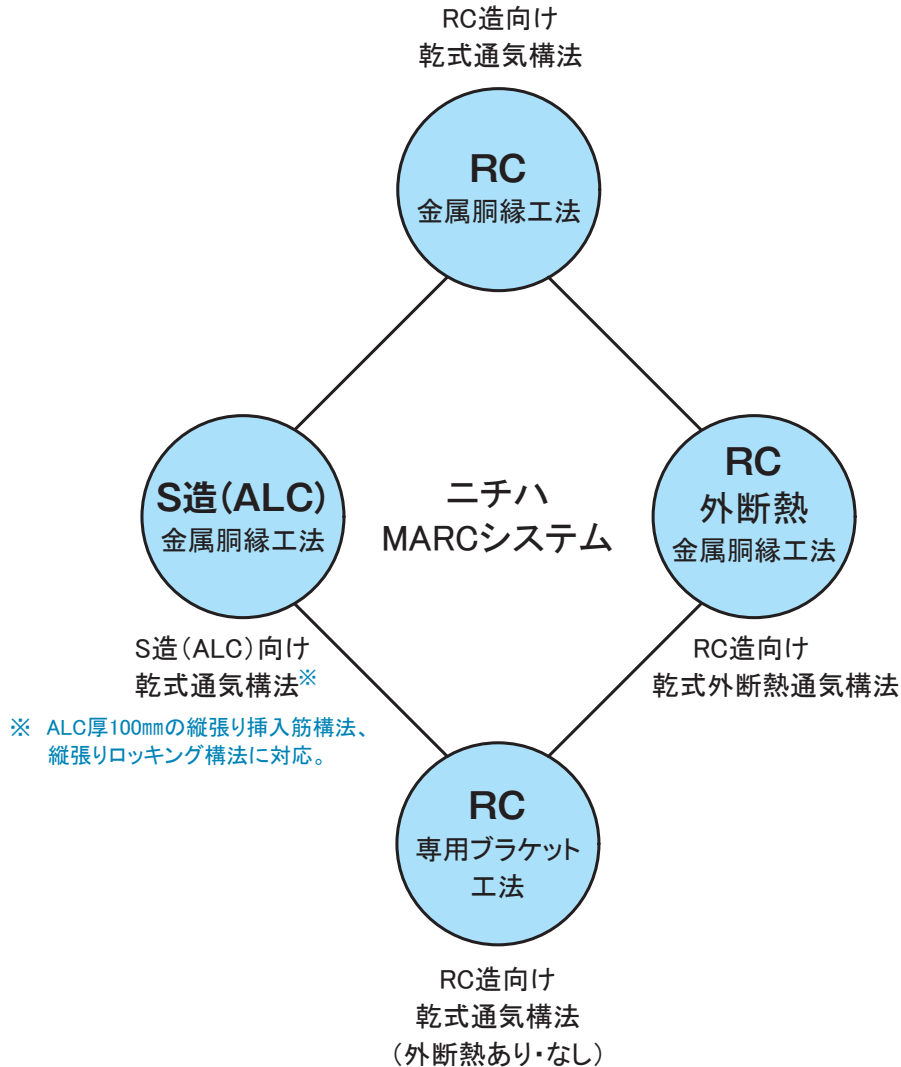 RC造向け
乾式通気構法
RC
金属胴縁工法
S造(ALC)
金属胴縁工法
ニチハ
MARCシステム
RC
外断熱
金属胴縁工法
S造(ALC)向け
乾式通気構法※
※ ALC厚100㎜の縦張り挿入筋構法、
縦張りロッキング構法に対応。
RC造向け
乾式外断熱通気構法
RC
専用ブラケット
工法
RC造向け
乾式通気構法
(外断熱あり・なし)